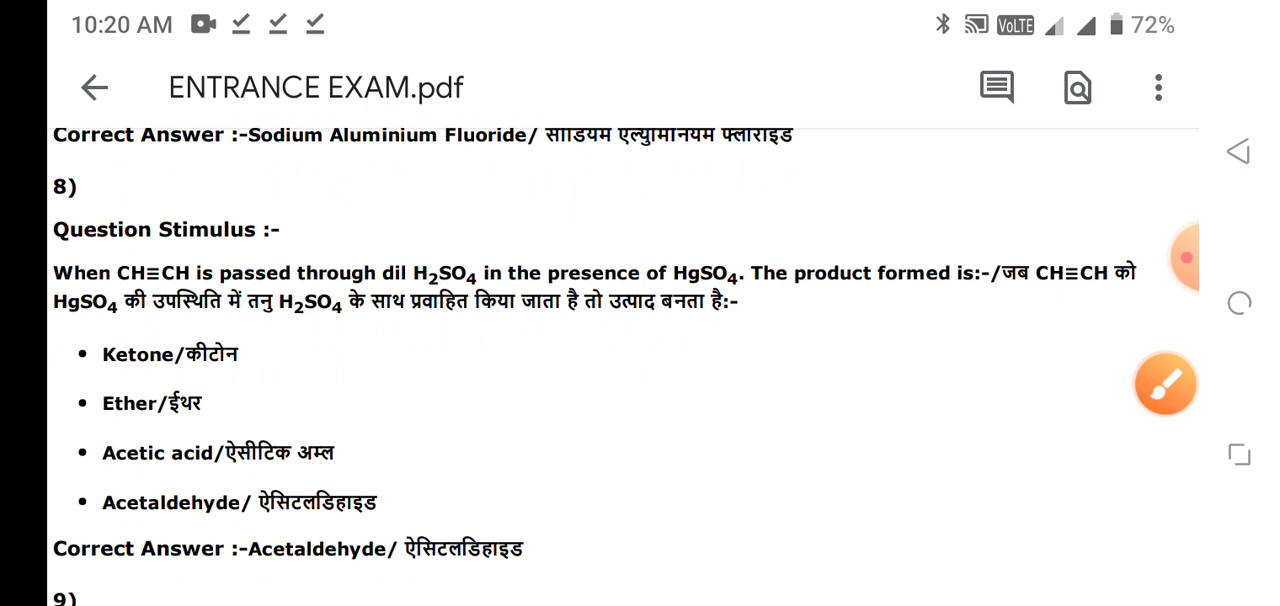 10:20 AM VoLTE 72%
ENTRANCE EXAM.pdf
Correct Answer :-Sodium Aluminium Fluoride/ सोडियम एल्युमिनियम फ्लोराइड
8)
Question Stimulus :-
When CH≡CH is passed through dil H₂SO₄ in the presence of HgSO₄. The product formed is:-/जब CH≡CH को
HgSO₄ की उपस्थिति में तनु H₂SO₄ के साथ प्रवाहित किया जाता है तो उत्पाद बनता है:-
• Ketone/कीटोन
• Ether/ईथर
• Acetic acid/ऐसीटिक अम्ल
• Acetaldehyde/ ऐसिटलडिहाइड
Correct Answer :-Acetaldehyde/ ऐसिटलडिहाइड
9)